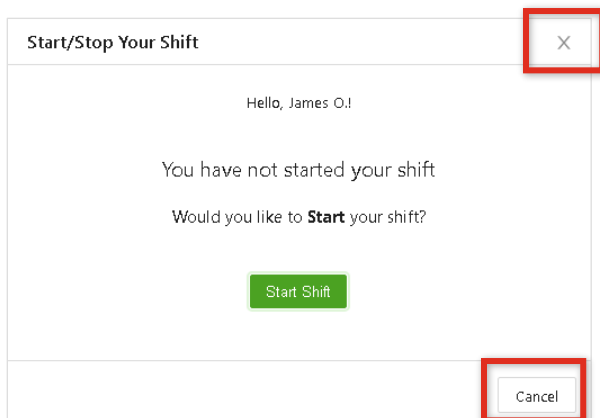 Start/Stop Your Shift
Hello, James O.!
You have not started your shift
Would you like to Start your shift?
Start Shift
Cancel